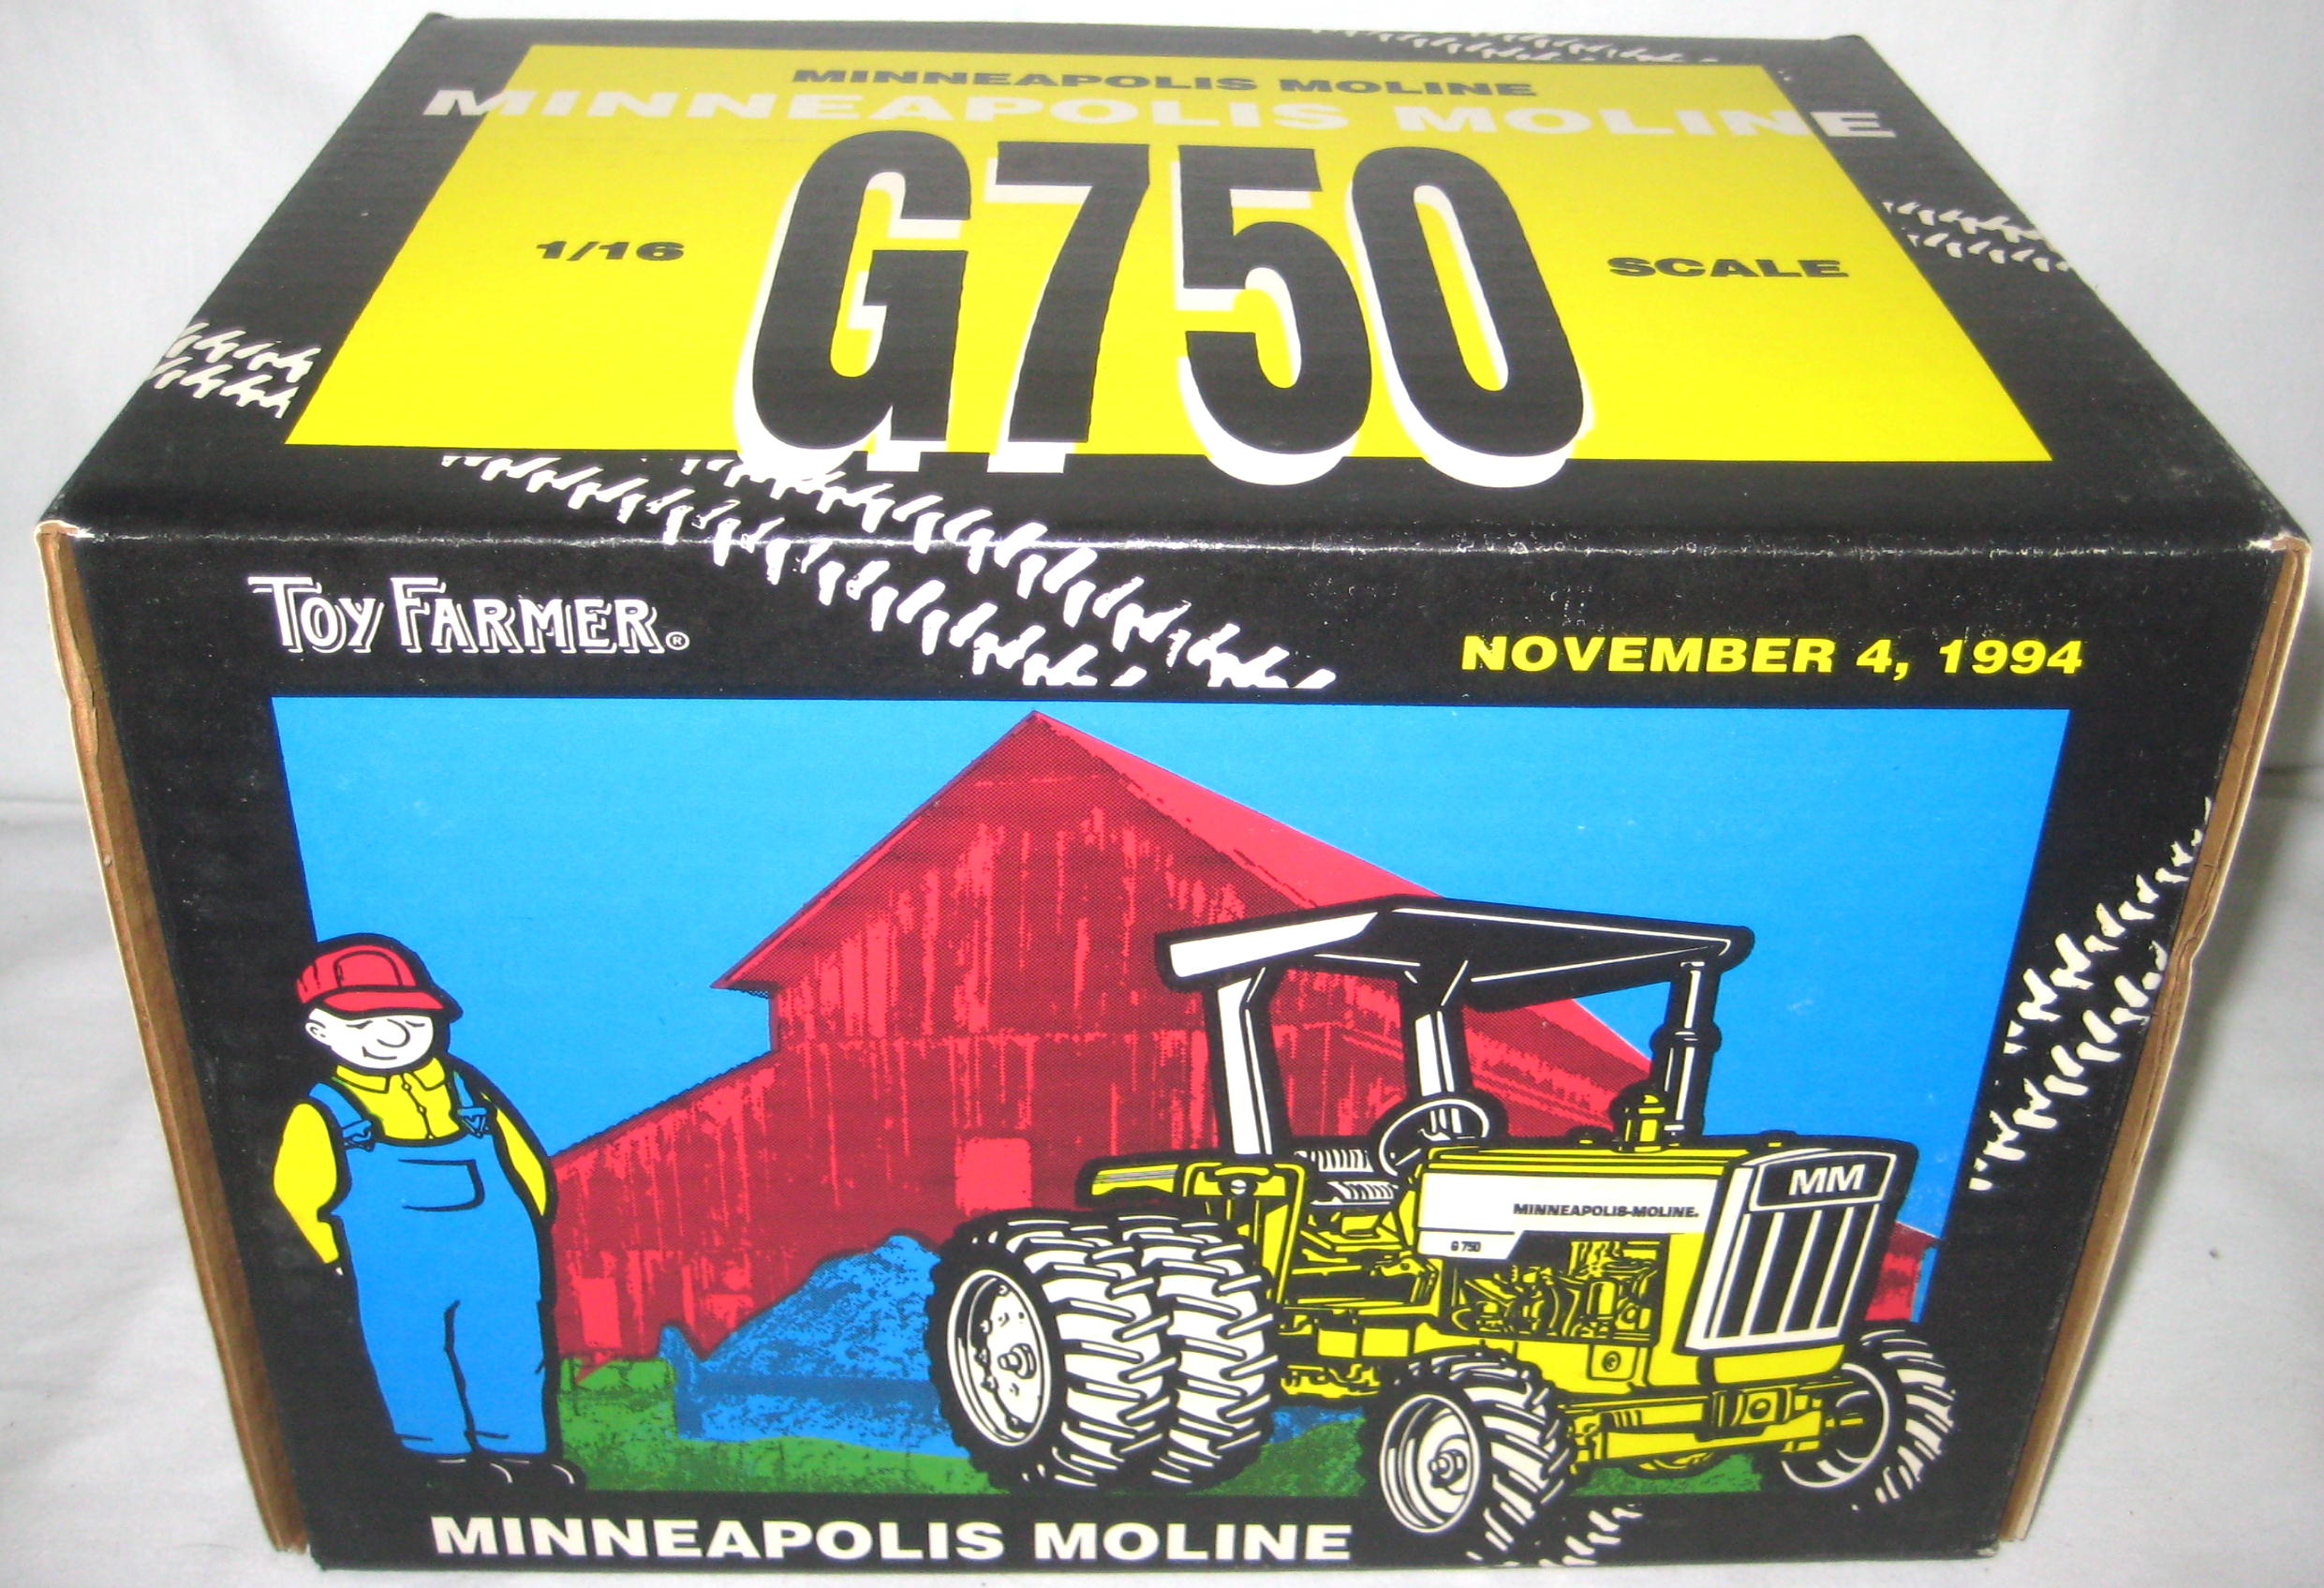 MINNEAPOLIS MOLINE
MINNEAPOLIS MOLINE
G750
1/16 SCALE
TOY FARMER®
NOVEMBER 4, 1994
MM
MINNEAPOLIS-MOLINE.
G 750
MINNEAPOLIS MOLINE